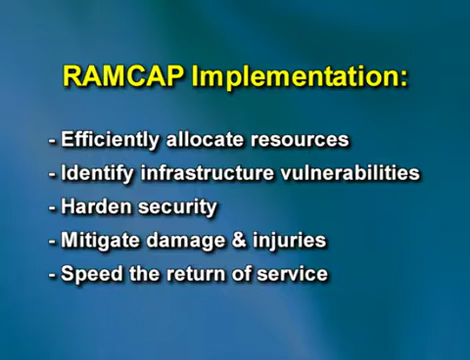 RAMCAP Implementation:
- Efficiently allocate resources
- Identify infrastructure vulnerabilities
- Harden security
- Mitigate damage & injuries
- Speed the return of service